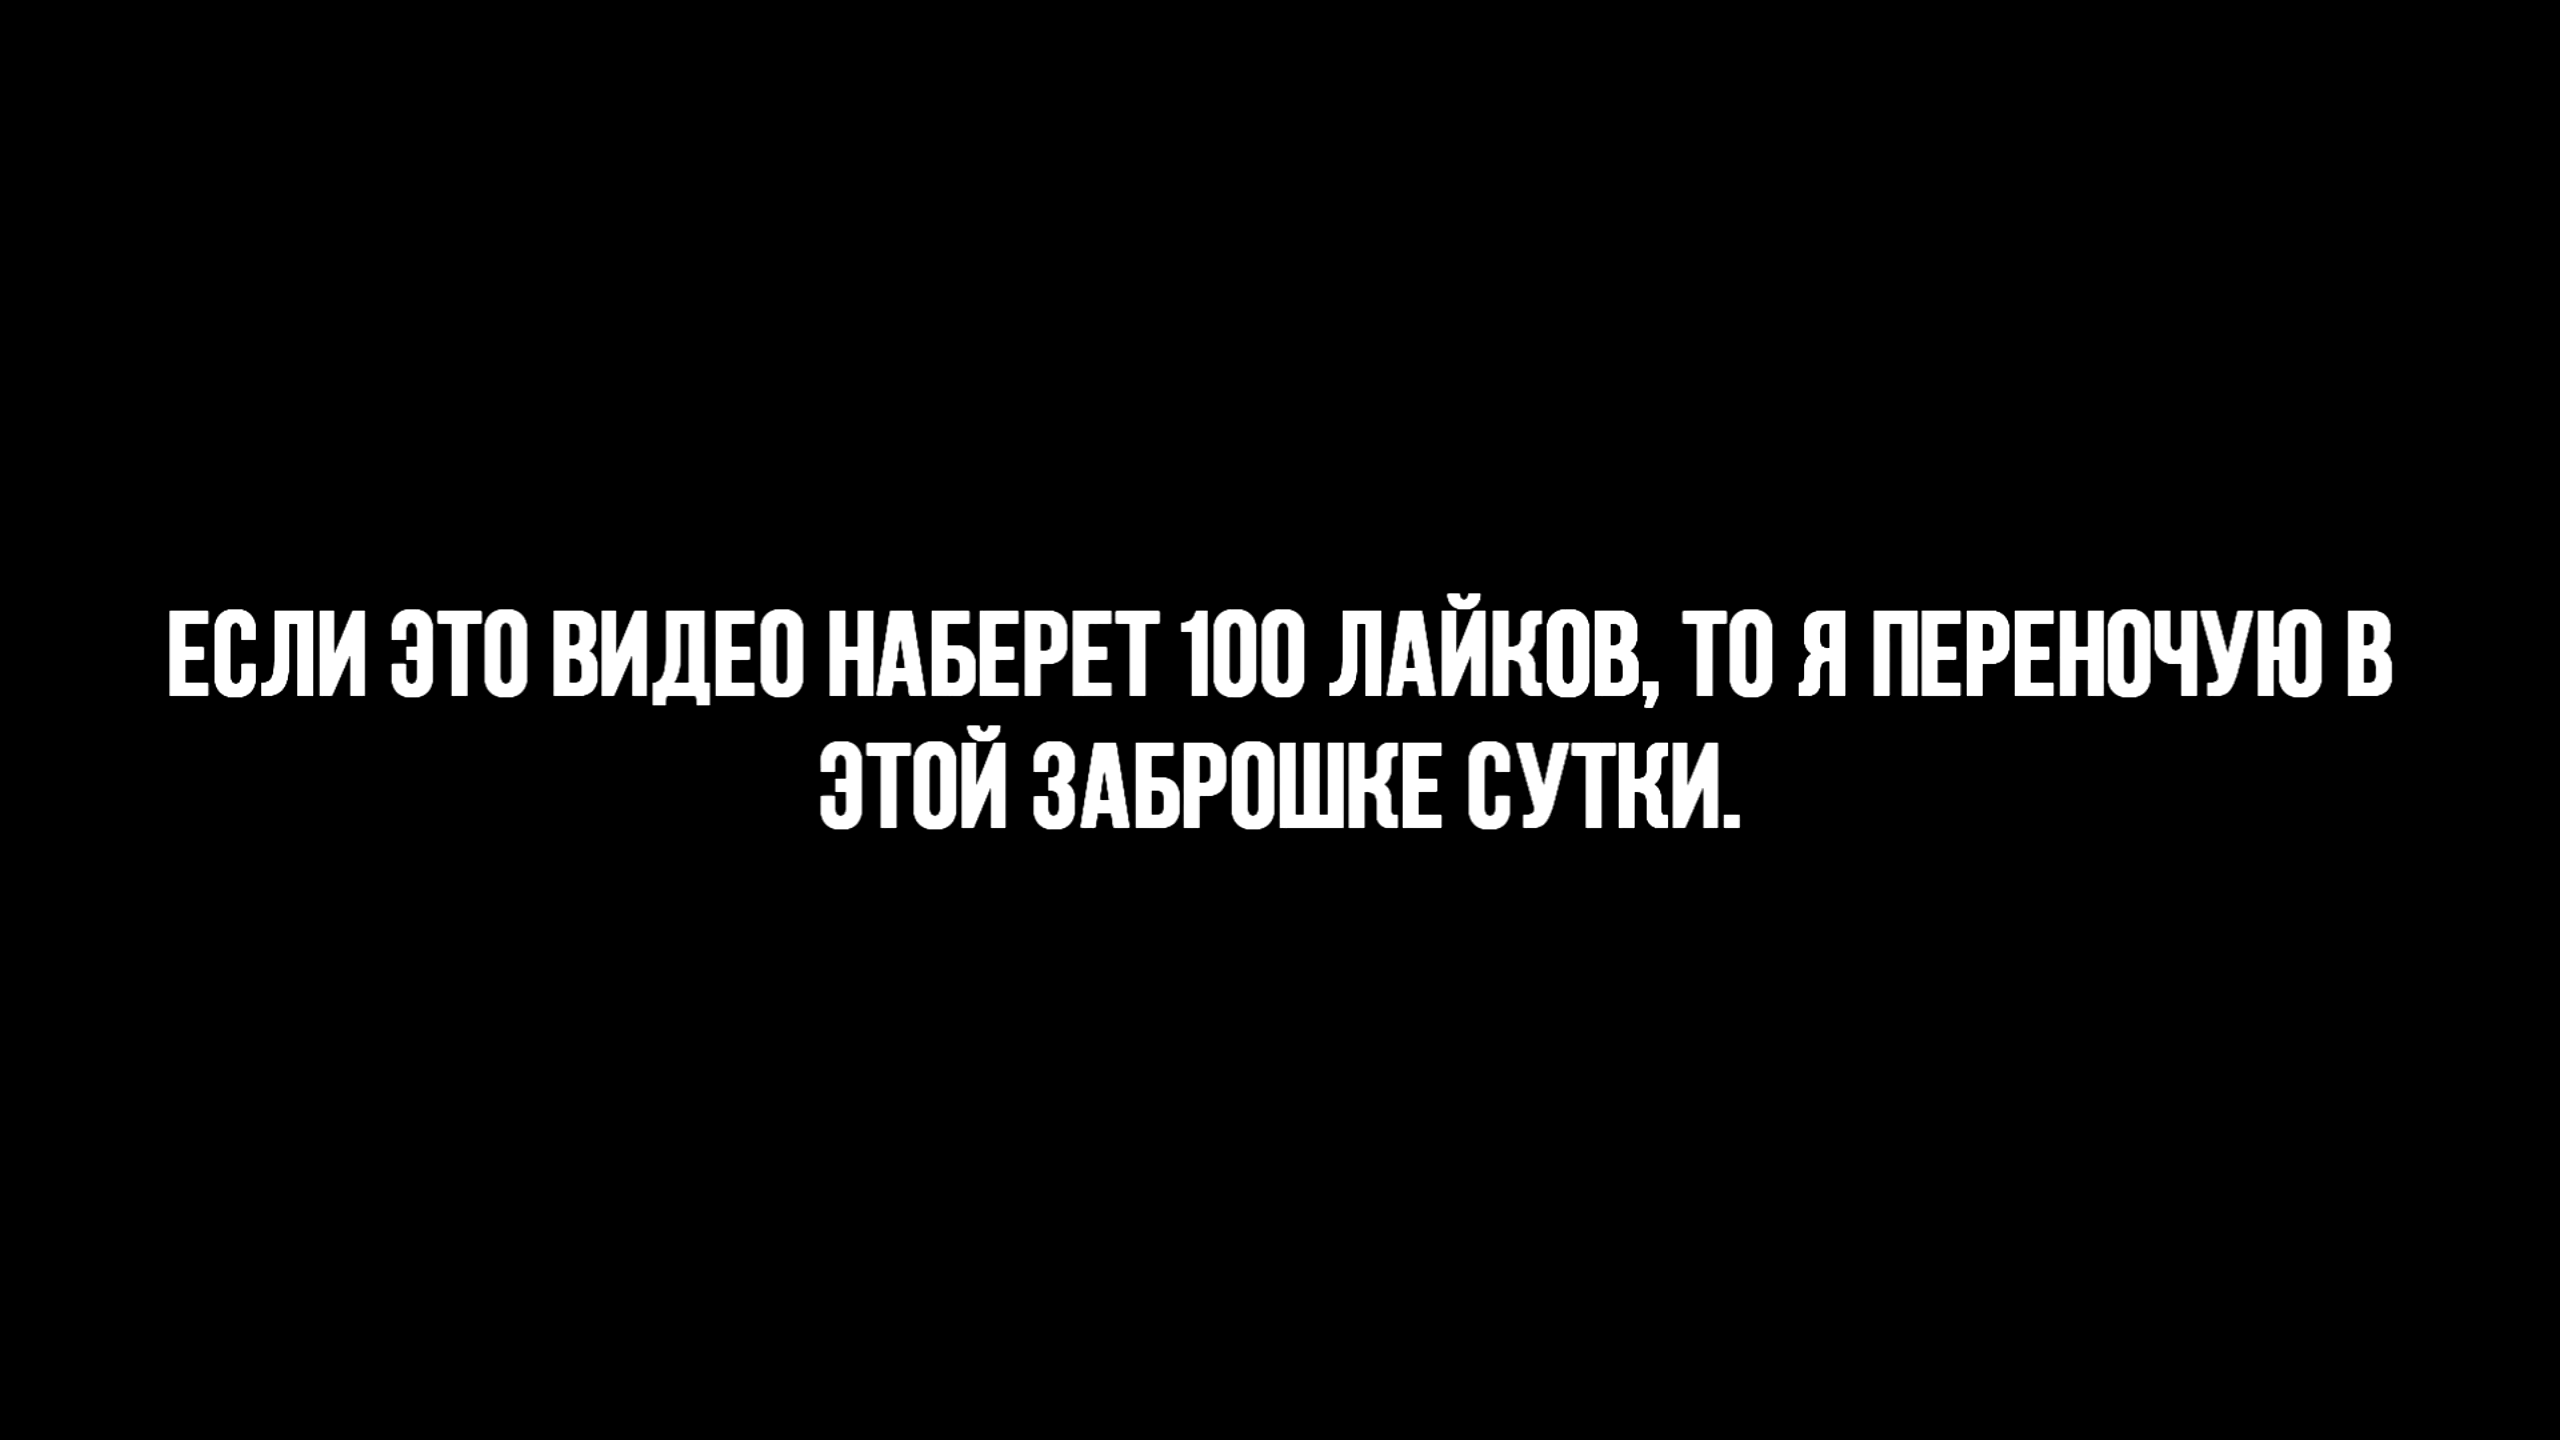 ЕСЛИ ЭТО ВИДЕО НАБЕРЕТ 100 ЛАЙКОВ, ТО Я ПЕРЕНОЧУЮ В
ЭТОЙ ЗАБРОШКЕ СУТКИ.